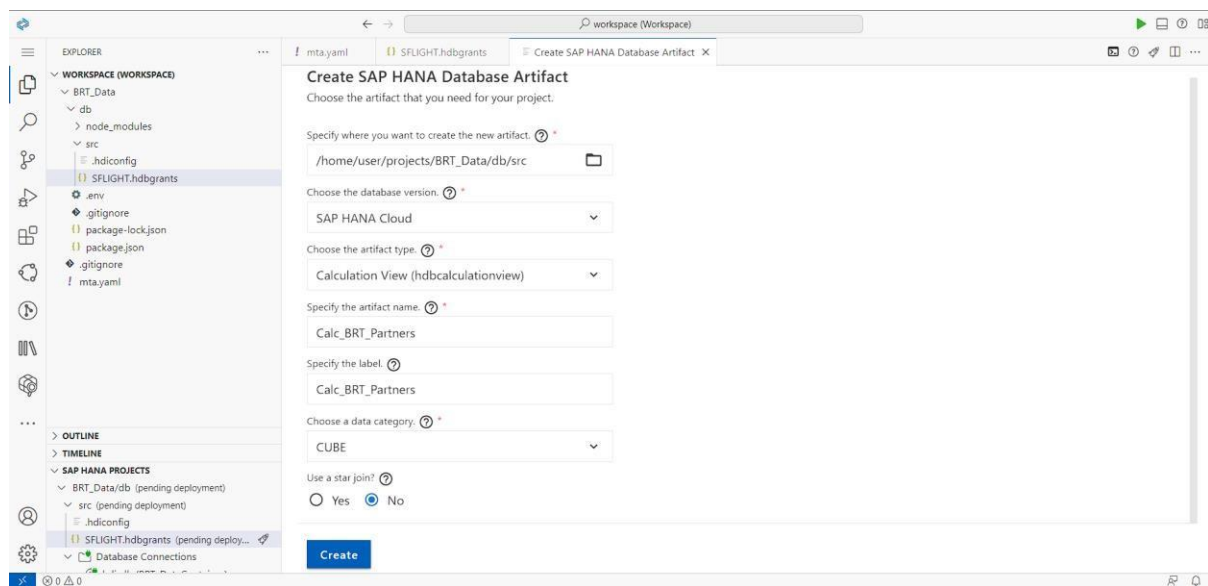 workspace (Workspace)
EXPLORER
WORKSPACE (WORKSPACE)
BRT_Data
db
node_modules
src
.hdiconfig
SFLIGHT.hdbgrants
.env
.gitignore
package-lock.json
package.json
.gitignore
mta.yaml
OUTLINE
TIMELINE
SAP HANA PROJECTS
BRT_Data/db (pending deployment)
src (pending deployment)
.hdiconfig
SFLIGHT.hdbgrants (pending deploy...
Database Connections
mta.yaml
SFLIGHT.hdbgrants
Create SAP HANA Database Artifact
Create SAP HANA Database Artifact
Choose the artifact that you need for your project.
Specify where you want to create the new artifact. *
/home/user/projects/BRT_Data/db/src
Choose the database version. *
SAP HANA Cloud
Choose the artifact type. *
Calculation View (hdbcalculationview)
Specify the artifact name. *
Calc_BRT_Partners
Specify the label.
Calc_BRT_Partners
Choose a data category. *
CUBE
Use a star join?
Yes No
Create
0 0